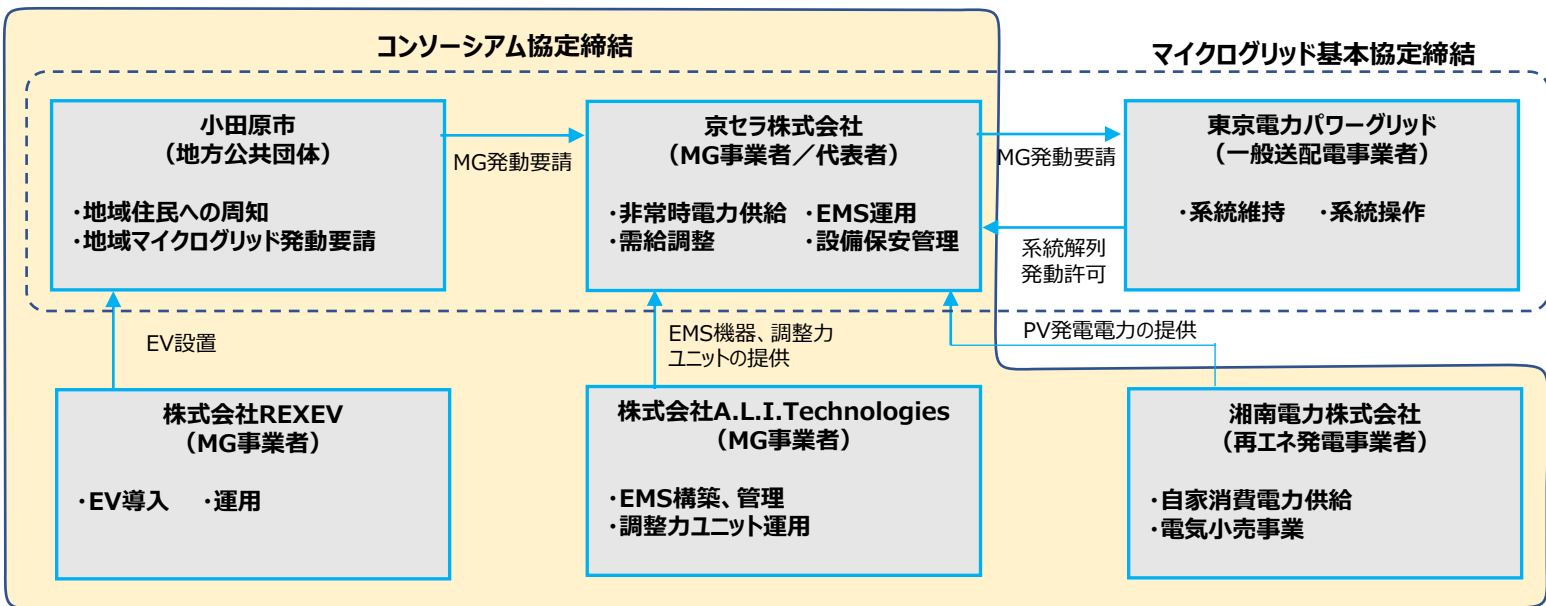 コンソーシアム協定締結
マイクログリッド基本協定締結
小田原市
（地方公共団体）
・地域住民への周知
・地域マイクログリッド発動要請
MG発動要請
京セラ株式会社
（MG事業者／代表者）
・非常時電力供給 ・EMS運用
・需給調整 ・設備保安管理
MG発動要請
系統解列
発動許可
東京電力パワーグリッド
（一般送配電事業者）
・系統維持 ・系統操作
EV設置
EMS機器、調整力
ユニットの提供
PV発電電力の提供
株式会社REXEV
（MG事業者）
・EV導入 ・運用
株式会社A.L.I.Technologies
（MG事業者）
・EMS構築、管理
・調整力ユニット運用
湘南電力株式会社
（再エネ発電事業者）
・自家消費電力供給
・電気小売事業